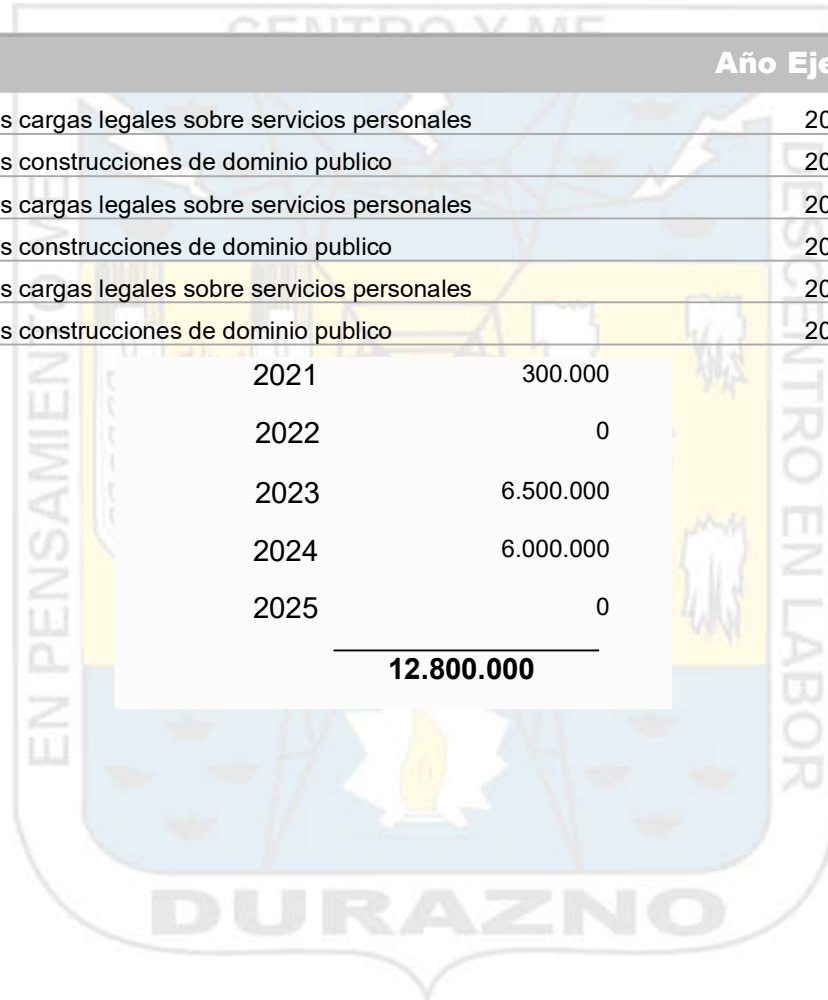 CENTRO Y ME
Año Eje
s cargas legales sobre servicios personales 20
s construcciones de dominio publico 20
s cargas legales sobre servicios personales 20
s construcciones de dominio publico 20
s cargas legales sobre servicios personales 20
s construcciones de dominio publico 20
2021 300.000
2022 0
2023 6.500.000
2024 6.000.000
2025 0
12.800.000
EN PENSAMIENTO ME
DESCENTRO EN LABOR
DURAZNO